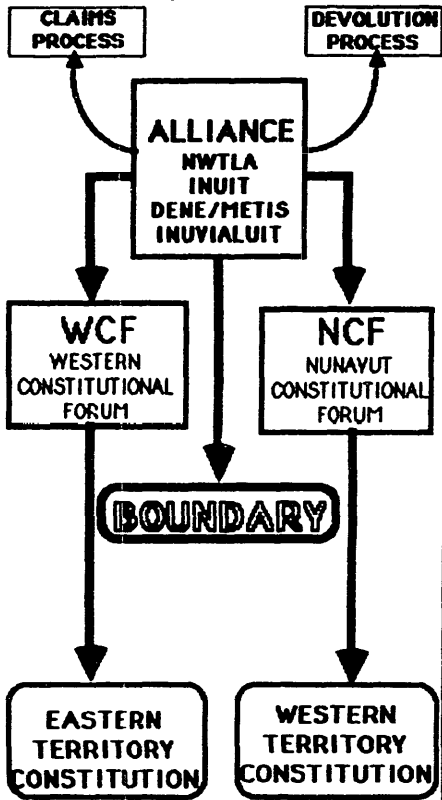 CLAIMS
PROCESS
DEVOLUTION
PROCESS
ALLIANCE
NWTLA
INUIT
DENE/METIS
INUVIALUIT
WCF
WESTERN
CONSTITUTIONAL
FORUM
NCF
NUNAYUT
CONSTITUTIONAL
FORUM
BOUNDARY
EASTERN
TERRITORY
CONSTITUTION
WESTERN
TERRITORY
CONSTITUTION